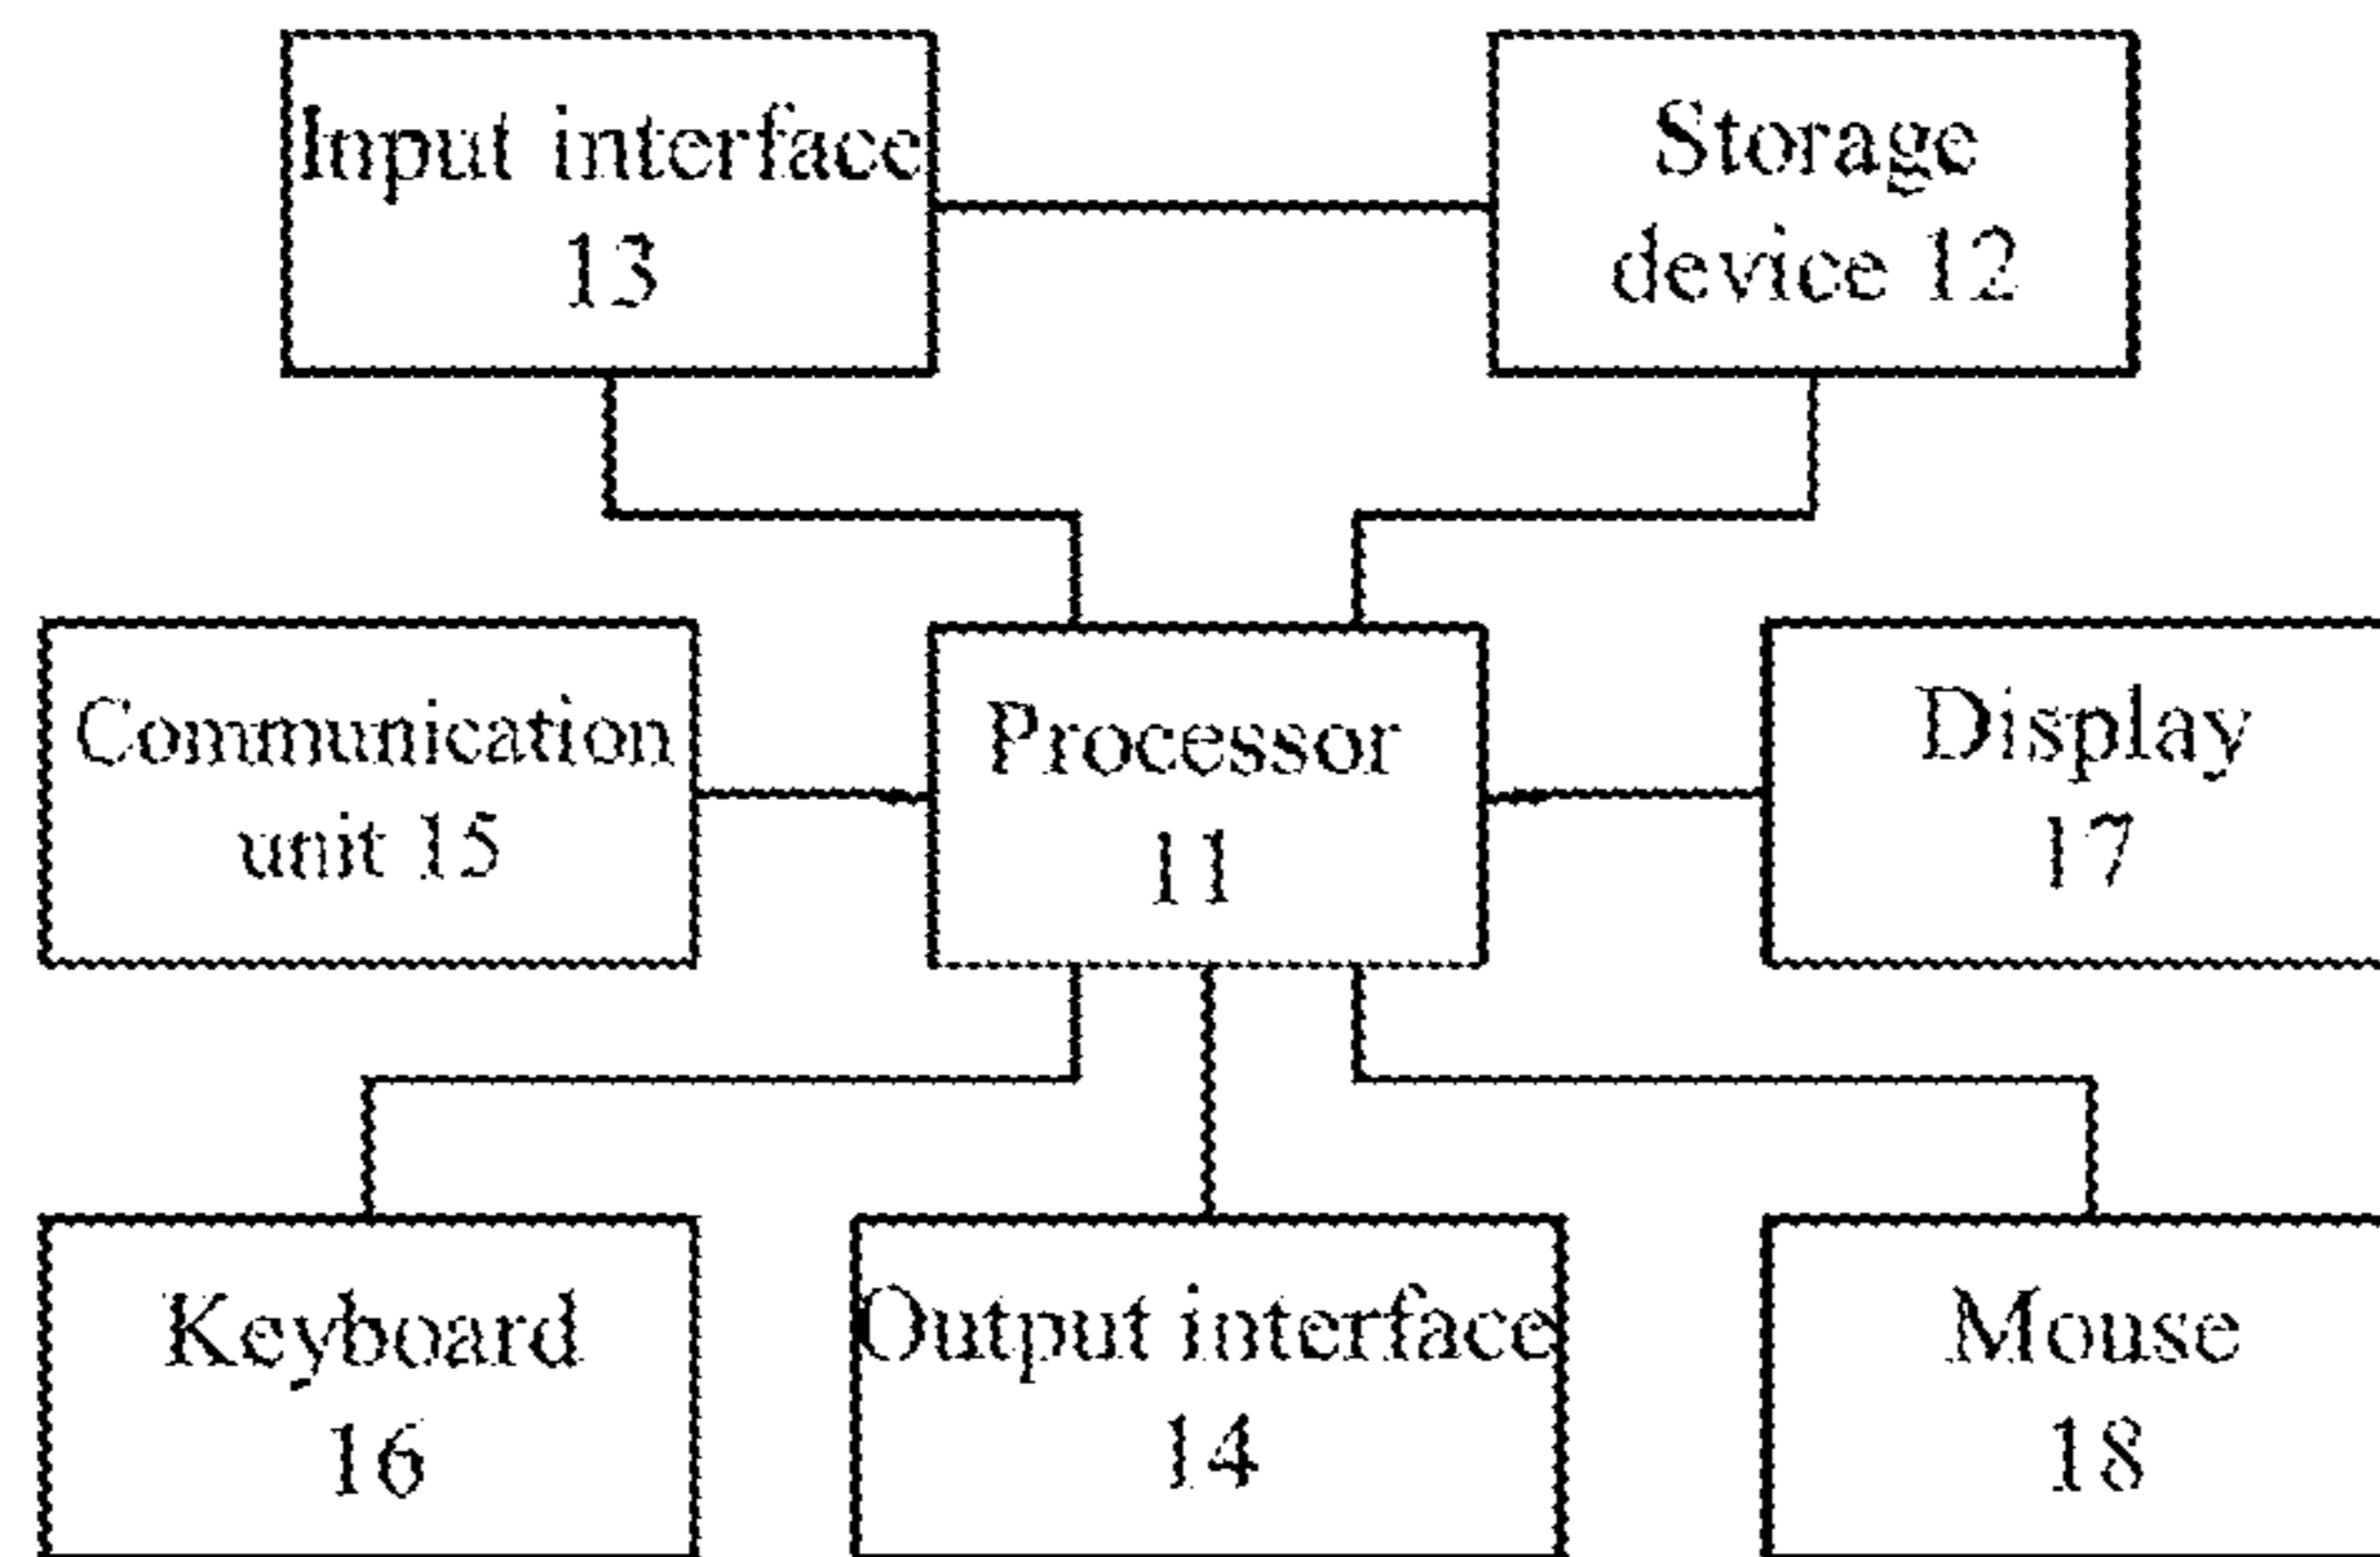 Input interface
13
Storage
device 12
Communication
unit 15
Processor
11
Display
17
Keyboard
16
Output interface
14
Mouse
18